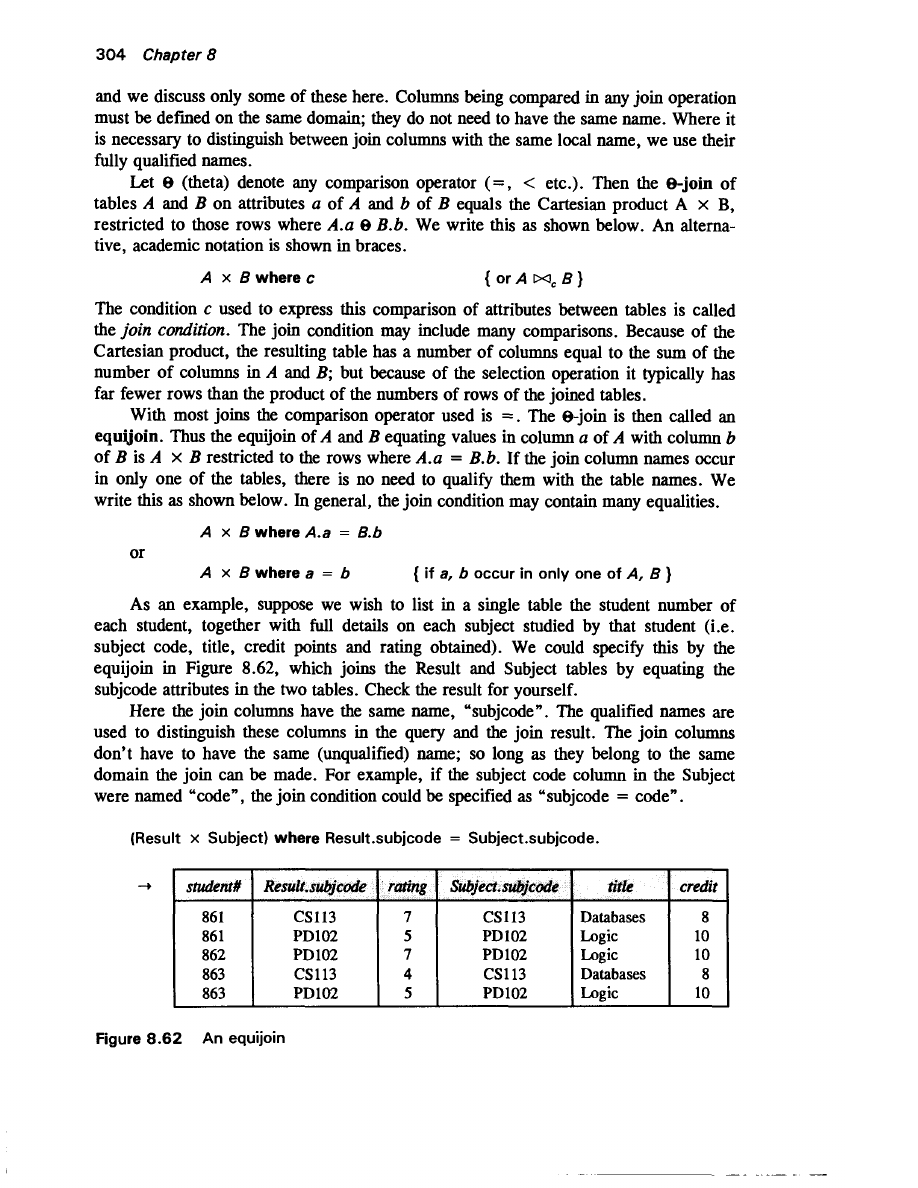 304 Chapter 8
and we discuss only some of these here. Columns being compared in any join operation
must be defined on the same domain; they do not need to have the same name. Where it
is necessary to distinguish between join columns with the same local name, we use their
fully qualified names.
Let Θ (theta) denote any comparison operator (=, < etc.). Then the Θ-join of
tables A and B on attributes a of A and b of B equals the Cartesian product A × B,
restricted to those rows where A.a Θ B.b. We write this as shown below. An alterna-
tive, academic notation is shown in braces.
A × B where c { or A ⋈c B }
The condition c used to express this comparison of attributes between tables is called
the join condition. The join condition may include many comparisons. Because of the
Cartesian product, the resulting table has a number of columns equal to the sum of the
number of columns in A and B; but because of the selection operation it typically has
far fewer rows than the product of the numbers of rows of the joined tables.
With most joins the comparison operator used is =. The Θ-join is then called an
equijoin. Thus the equijoin of A and B equating values in column a of A with column b
of B is A × B restricted to the rows where A.a = B.b. If the join column names occur
in only one of the tables, there is no need to qualify them with the table names. We
write this as shown below. In general, the join condition may contain many equalities.
A × B where A.a = B.b
or
A × B where a = b { if a, b occur in only one of A, B }
As an example, suppose we wish to list in a single table the student number of
each student, together with full details on each subject studied by that student (i.e.
subject code, title, credit points and rating obtained). We could specify this by the
equijoin in Figure 8.62, which joins the Result and Subject tables by equating the
subjcode attributes in the two tables. Check the result for yourself.
Here the join columns have the same name, “subjcode”. The qualified names are
used to distinguish these columns in the query and the join result. The join columns
don't have to have the same (unqualified) name; so long as they belong to the same
domain the join can be made. For example, if the subject code column in the Subject
were named “code”, the join condition could be specified as “subjcode = code”.
(Result × Subject) where Result.subjcode = Subject.subjcode.
→ student# Result.subjcode rating Subject.subjcode title credit
861 CS113 7 CS113 Databases 8
861 PD102 5 PD102 Logic 10
862 PD102 7 PD102 Logic 10
863 CS113 4 CS113 Databases 8
863 PD102 5 PD102 Logic 10
Figure 8.62 An equijoin